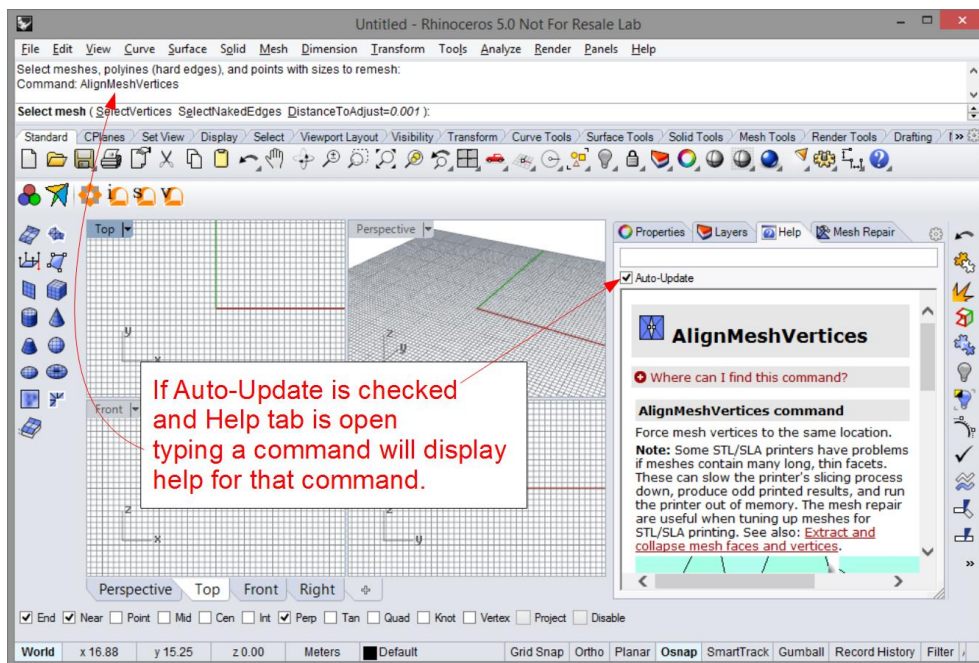 Untitled - Rhinoceros 5.0 Not For Resale Lab
File Edit View Curve Surface Solid Mesh Dimension Transform Tools Analyze Render Panels Help
Select meshes, polyines (hard edges), and points with sizes to remesh:
Command: AlignMeshVertices
Select mesh ( SelectVertices SelectNakedEdges DistanceToAdjust=0.001 ):
Standard CPlanes Set View Display Select Viewport Layout Visibility Transform Curve Tools Surface Tools Solid Tools Mesh Tools Render Tools Drafting
Top
Perspective
Properties Layers Help Mesh Repair
Auto-Update
y
x
z
y
AlignMeshVertices
Where can I find this command?
AlignMeshVertices command
Force mesh vertices to the same location.
Note: Some STL/SLA printers have problems
if meshes contain many long, thin facets.
These can slow the printer's slicing process
down, produce odd printed results, and run
the printer out of memory. The mesh repair
are useful when tuning up meshes for
STL/SLA printing. See also: Extract and
collapse mesh faces and vertices.
If Auto-Update is checked
and Help tab is open
typing a command will display
help for that command.
Front
z
x
z
y
Perspective Top Front Right
End Near Point Mid Cen Int Perp Tan Quad Knot Vertex Project Disable
World x 16.88 y 15.25 z 0.00 Meters Default Grid Snap Ortho Planar Osnap SmartTrack Gumball Record History Filter